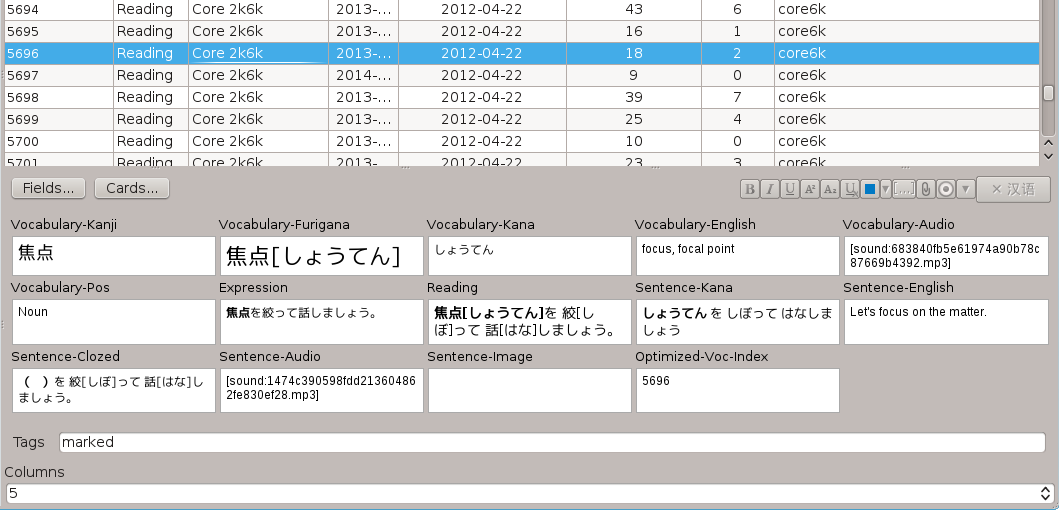 5694 Reading Core 2k6k 2013-... 2012-04-22 43 6 core6k
5695 Reading Core 2k6k 2013-... 2012-04-22 16 1 core6k
5696 Reading Core 2k6k 2013-... 2012-04-22 18 2 core6k
5697 Reading Core 2k6k 2014-... 2012-04-22 9 0 core6k
5698 Reading Core 2k6k 2013-... 2012-04-22 39 7 core6k
5699 Reading Core 2k6k 2013-... 2012-04-22 25 4 core6k
5700 Reading Core 2k6k 2013-... 2012-04-22 10 0 core6k
5701 Reading Core 2k6k 2013-... 2012-04-22 23 3 core6k
Fields... Cards... B I U A² A₂ U [...] × 汉语
Vocabulary-Kanji Vocabulary-Furigana Vocabulary-Kana Vocabulary-English Vocabulary-Audio
焦点 焦点[しょうてん] しょうてん focus, focal point [sound:683840fb5e61974a90b78c
87669b4392.mp3]
Vocabulary-Pos Expression Reading Sentence-Kana Sentence-English
Noun 焦点を絞って話しましょう。 焦点[しょうてん]を 絞[し しょうてん を しぼって はなしま Let's focus on the matter.
ぼ]って 話[はな]しましょう。 しょう
Sentence-Clozed Sentence-Audio Sentence-Image Optimized-Voc-Index
（　）を 絞[しぼ]って 話[はな]し [sound:1474c390598fdd21360486 5696
ましょう。 2fe830ef28.mp3]
Tags marked
Columns
5